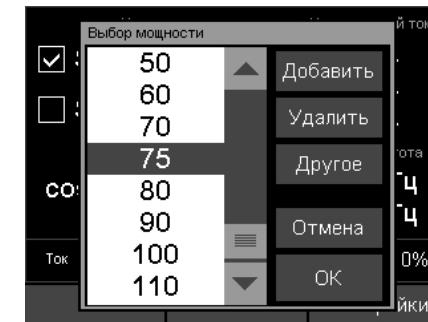 Выбор мощности
50
60
70
75
80
90
100
110
Добавить
Удалить
Другое
Отмена
OK
Ток
0%